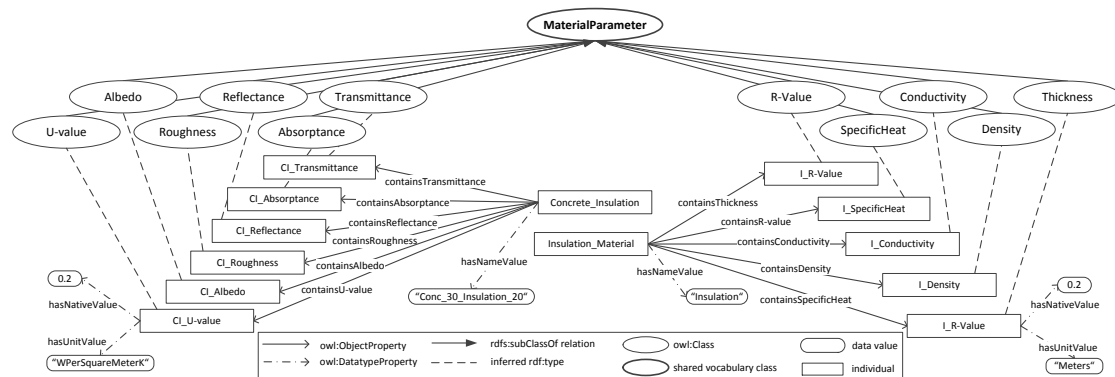 MaterialParameter
Albedo
Reflectance
Transmittance
R-Value
Conductivity
Thickness
U-value
Roughness
Absorptance
SpecificHeat
Density
CI_Transmittance
containsTransmittance
I_R-Value
CI_Absorptance
containsAbsorptance
Concrete_Insulation
containsThickness
I_SpecificHeat
CI_Reflectance
containsReflectance
containsR-value
containsRoughness
Insulation_Material
containsConductivity
I_Conductivity
CI_Roughness
containsAlbedo
hasNameValue
hasNameValue
containsDensity
0.2
CI_Albedo
containsU-value
"Conc_30_Insulation_20"
"Insulation"
I_Density
0.2
hasNativeValue
containsSpecificHeat
hasNativeValue
CI_U-value
I_R-Value
hasUnitValue
hasUnitValue
"WPerSquareMeterK"
"Meters"
owl:ObjectProperty
rdfs:subClassOf relation
owl:Class
data value
owl:DatatypeProperty
inferred rdf:type
shared vocabulary class
individual